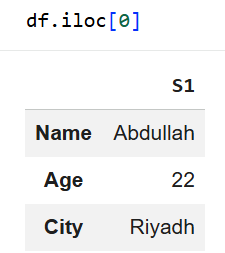 df.iloc[0]
S1
Name Abdullah
Age 22
City Riyadh